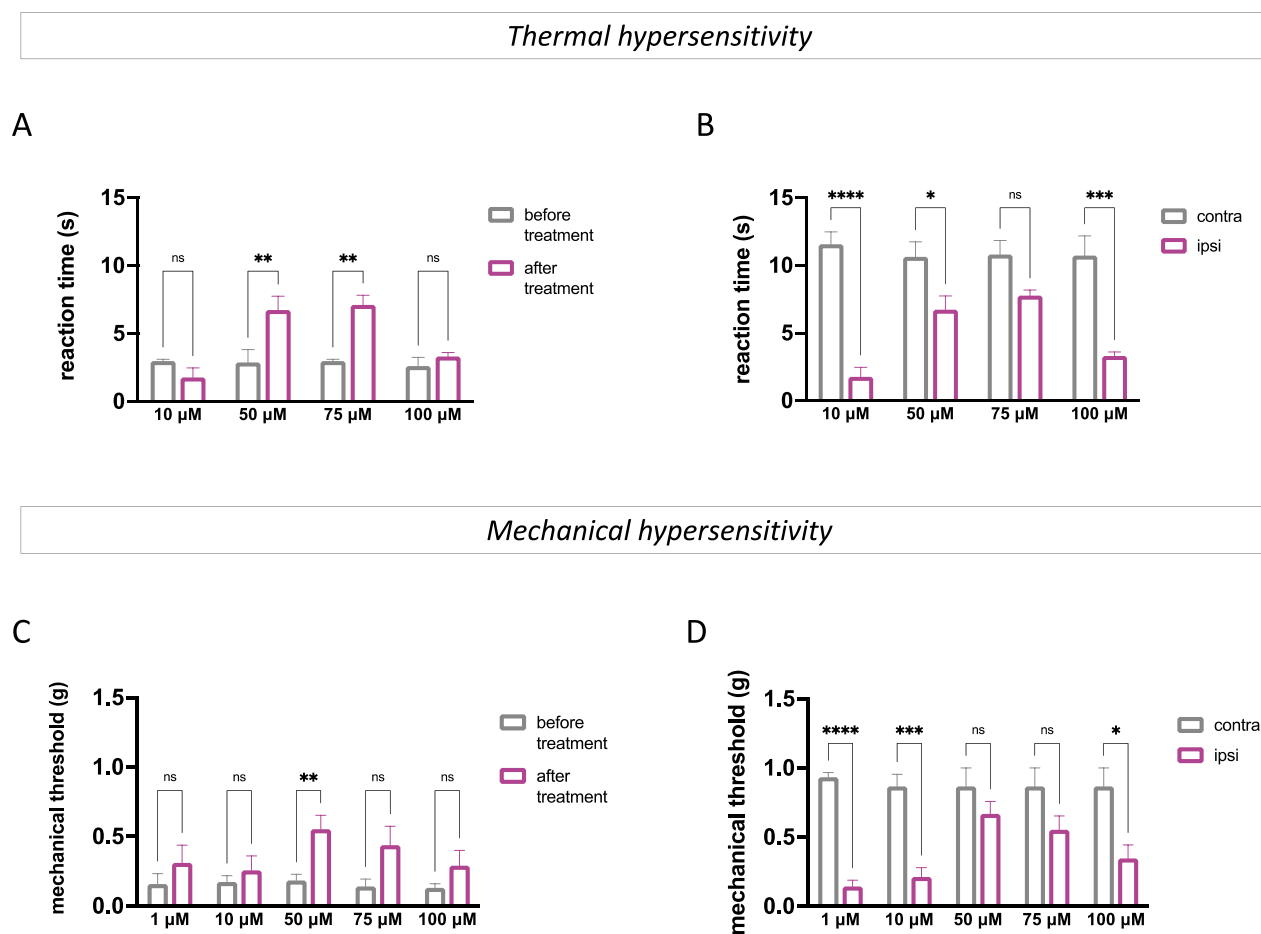 Thermal hypersensitivity
A
B
reaction time (s)
15
10
5
0
ns
**
**
ns
10 µM
50 µM
75 µM
100 µM
before
treatment
after
treatment
reaction time (s)
15
10
5
0
****
*
ns
***
10 µM
50 µM
75 µM
100 µM
contra
ipsi
Mechanical hypersensitivity
C
D
mechanical threshold (g)
1.5
1.0
0.5
0.0
ns
ns
**
ns
ns
1 µM
10 µM
50 µM
75 µM
100 µM
before
treatment
after
treatment
mechanical threshold (g)
1.5
1.0
0.5
0.0
****
***
ns
ns
*
1 µM
10 µM
50 µM
75 µM
100 µM
contra
ipsi